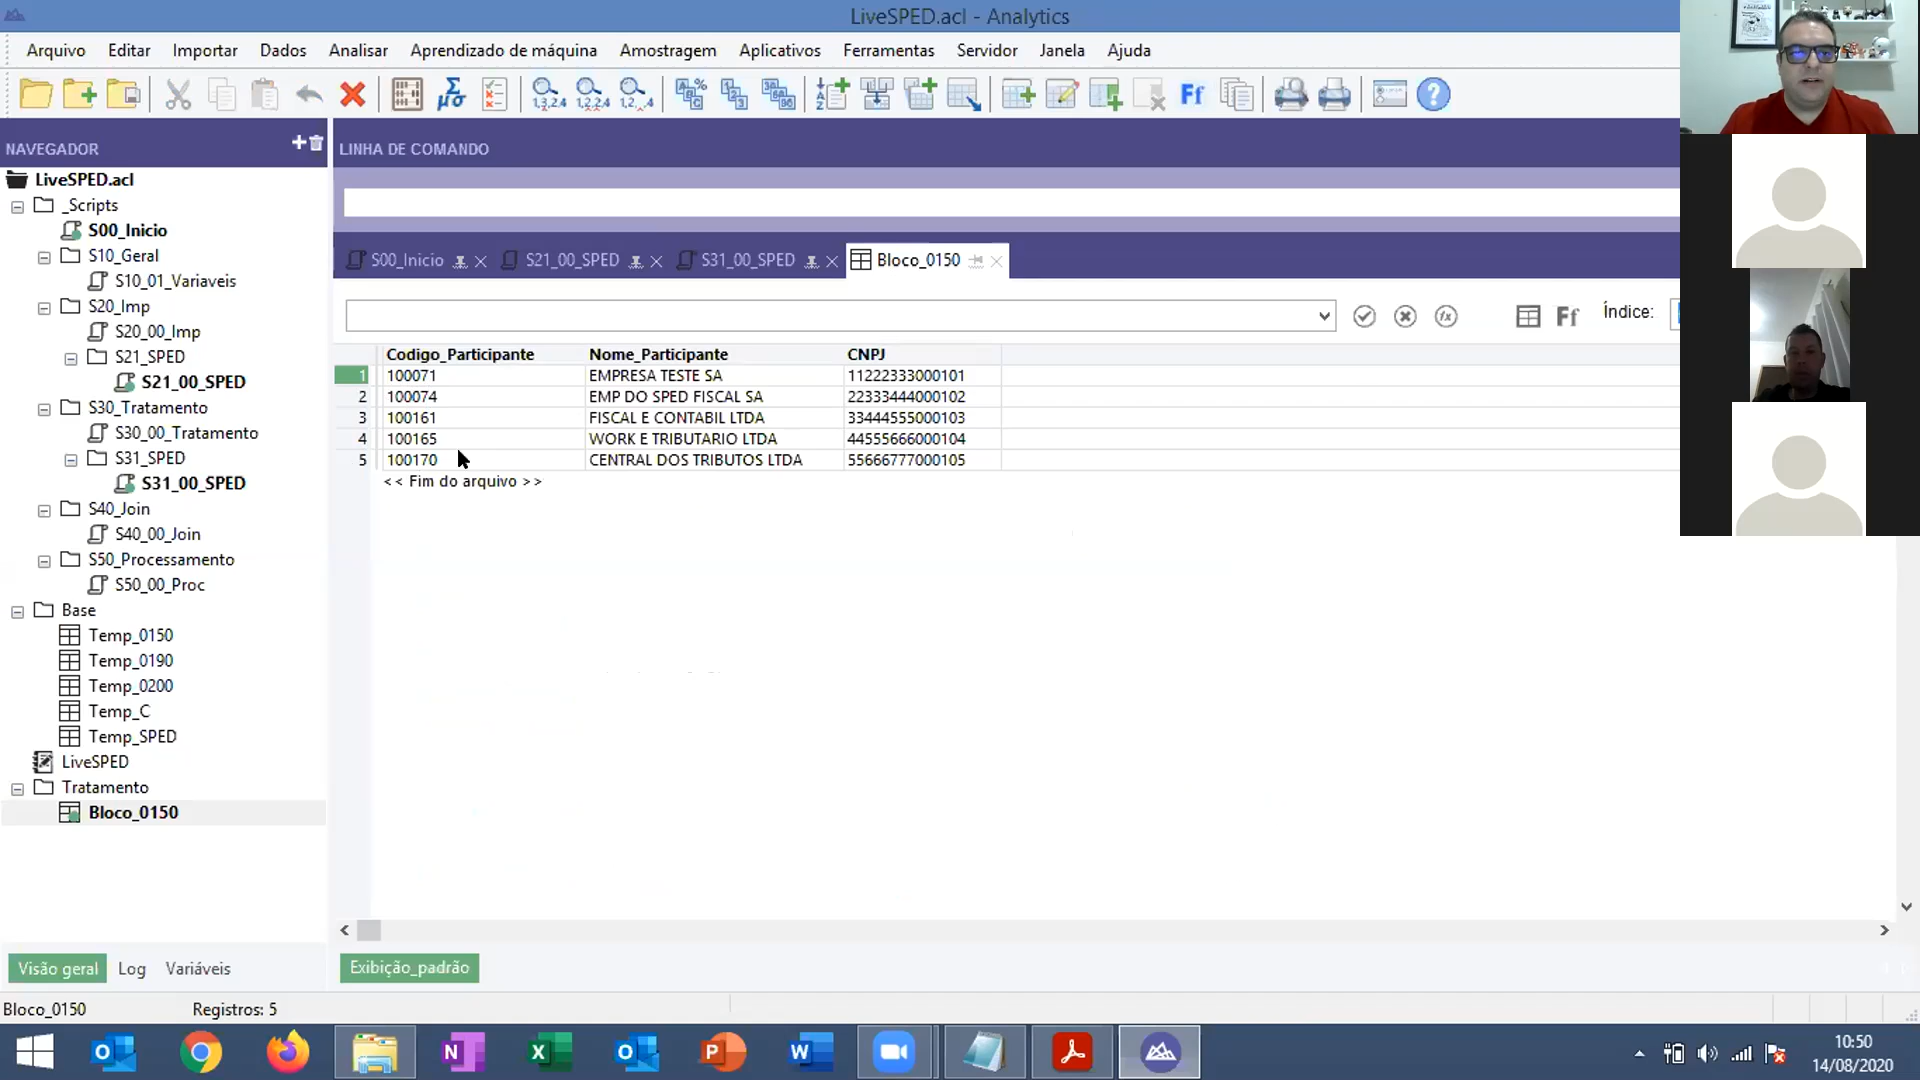 LiveSPED.acl - Analytics
Arquivo Editar Importar Dados Analisar Aprendizado de máquina Amostragem Aplicativos Ferramentas Servidor Janela Ajuda
NAVEGADOR
LINHA DE COMANDO
LiveSPED.acl
_Scripts
S00_Inicio
S10_Geral
S10_01_Variaveis
S20_Imp
S20_00_Imp
S21_SPED
S21_00_SPED
S30_Tratamento
S30_00_Tratamento
S31_SPED
S31_00_SPED
S40_Join
S40_00_Join
S50_Processamento
S50_00_Proc
Base
Temp_0150
Temp_0190
Temp_0200
Temp_C
Temp_SPED
LiveSPED
Tratamento
Bloco_0150
S00_Inicio S21_00_SPED S31_00_SPED Bloco_0150
Ff Índice:
Codigo_Participante Nome_Participante CNPJ
1 100071 EMPRESA TESTE SA 11222333000101
2 100074 EMP DO SPED FISCAL SA 22333444000102
3 100161 FISCAL E CONTABIL LTDA 33444555000103
4 100165 WORK E TRIBUTARIO LTDA 44555666000104
5 100170 CENTRAL DOS TRIBUTOS LTDA 55666777000105
<< Fim do arquivo >>
Visão geral Log Variáveis
Exibição_padrão
Bloco_0150 Registros: 5
10:50
14/08/2020